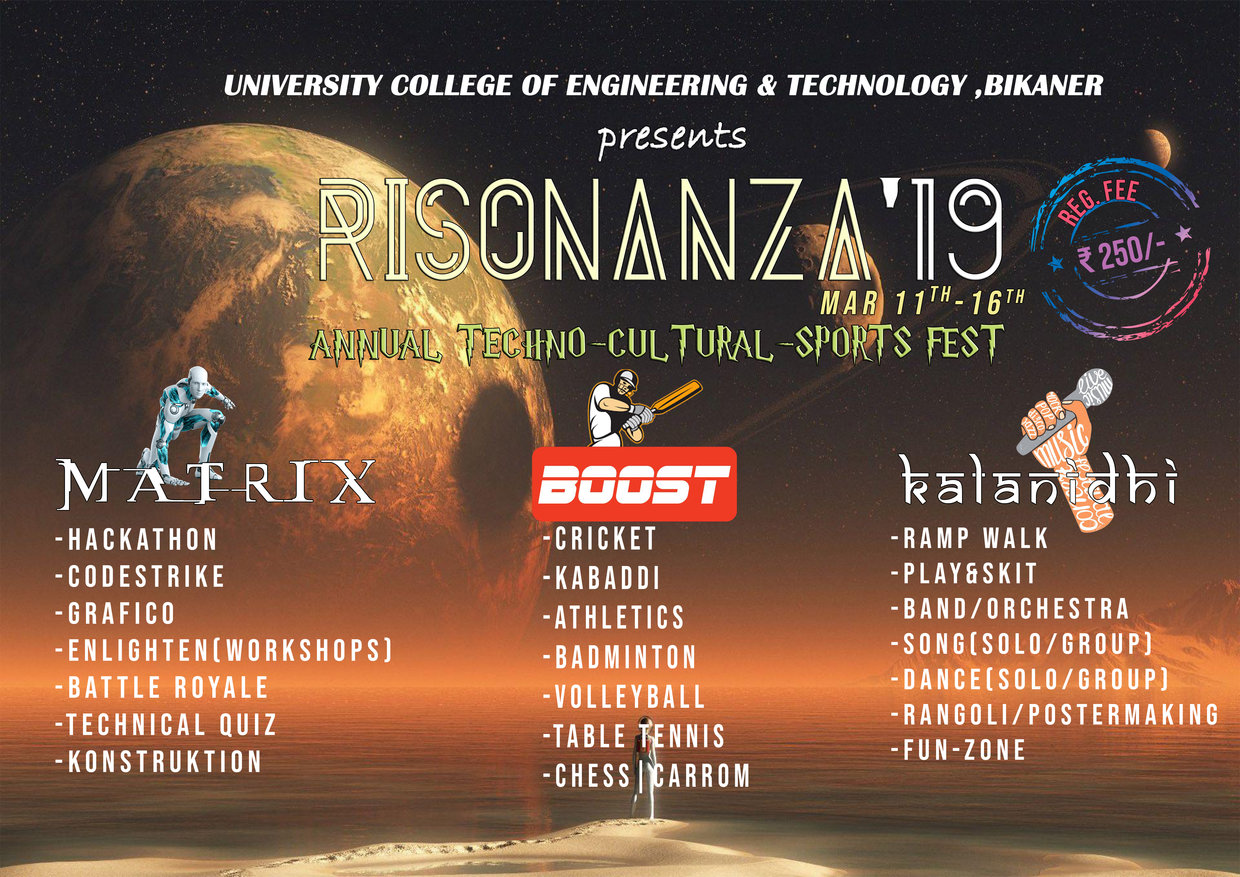 UNIVERSITY COLLEGE OF ENGINEERING & TECHNOLOGY ,BIKANER
presents
RISONANZA'19
REG. FEE
₹ 250/-
MAR 11TH-16TH
ANNUAL TECHNO-CULTURAL-SPORTS FEST
MATRIX
-HACKATHON
-CODESTRIKE
-GRAFICO
-ENLIGHTEN(WORKSHOPS)
-BATTLE ROYALE
-TECHNICAL QUIZ
-KONSTRUKTION
BOOST
-CRICKET
-KABADDI
-ATHLETICS
-BADMINTON
-VOLLEYBALL
-TABLE TENNIS
-CHESS | CARROM
LIVE
MUSIC
music
kalanidhi
-RAMP WALK
-PLAY&SKIT
-BAND/ORCHESTRA
-SONG(SOLO/GROUP)
-DANCE(SOLO/GROUP)
-RANGOLI/POSTERMAKING
-FUN-ZONE